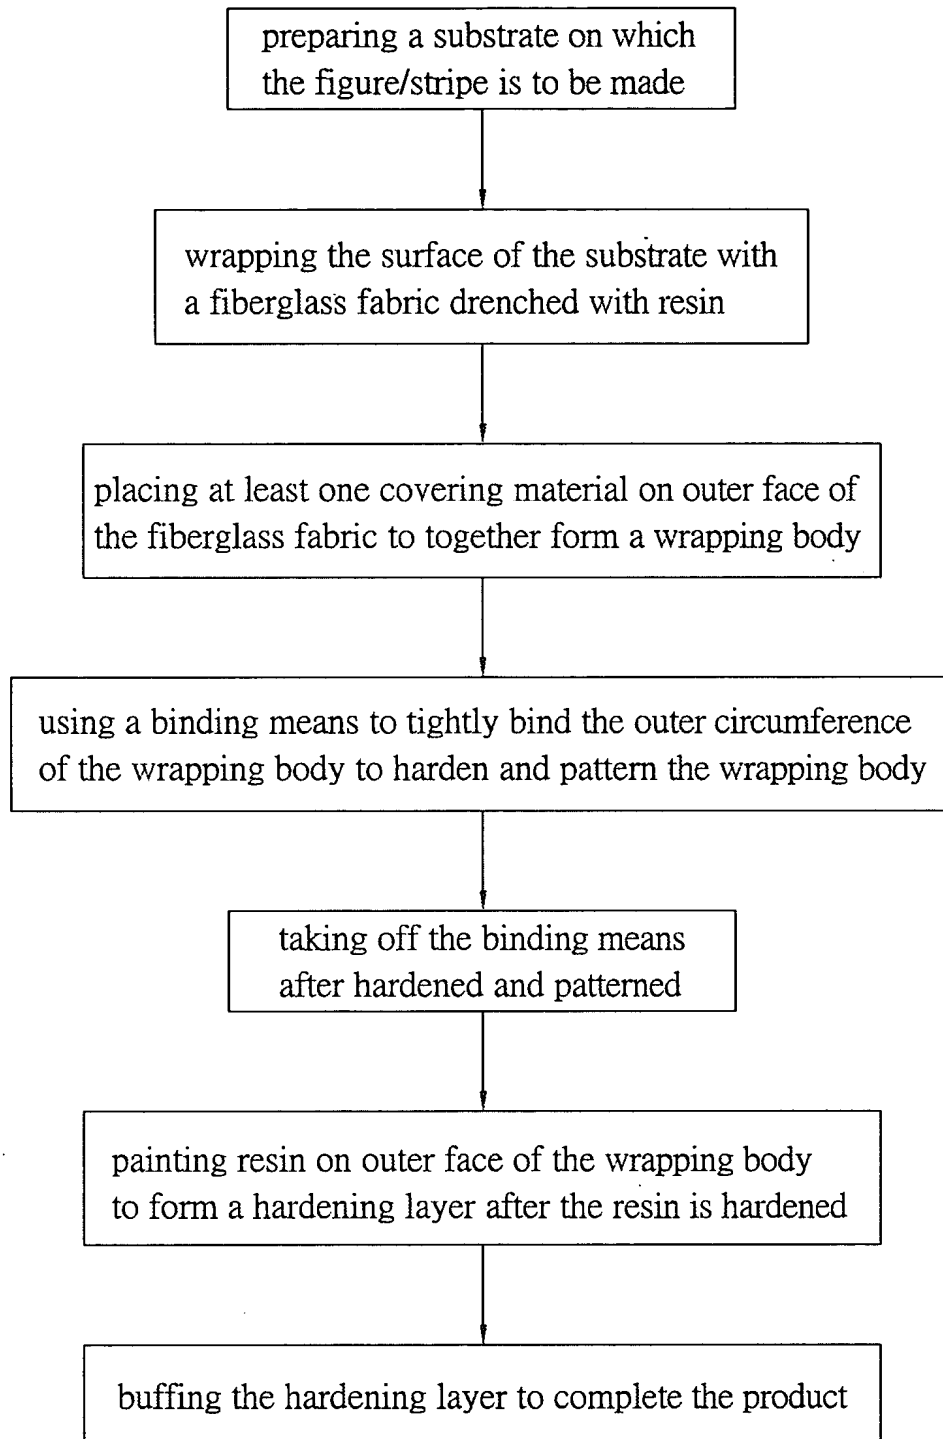 preparing a substrate on which
the figure/stripe is to be made
wrapping the surface of the substrate with
a fiberglass fabric drenched with resin
placing at least one covering material on outer face of
the fiberglass fabric to together form a wrapping body
using a binding means to tightly bind the outer circumference
of the wrapping body to harden and pattern the wrapping body
taking off the binding means
after hardened and patterned
painting resin on outer face of the wrapping body
to form a hardening layer after the resin is hardened
buffing the hardening layer to complete the product